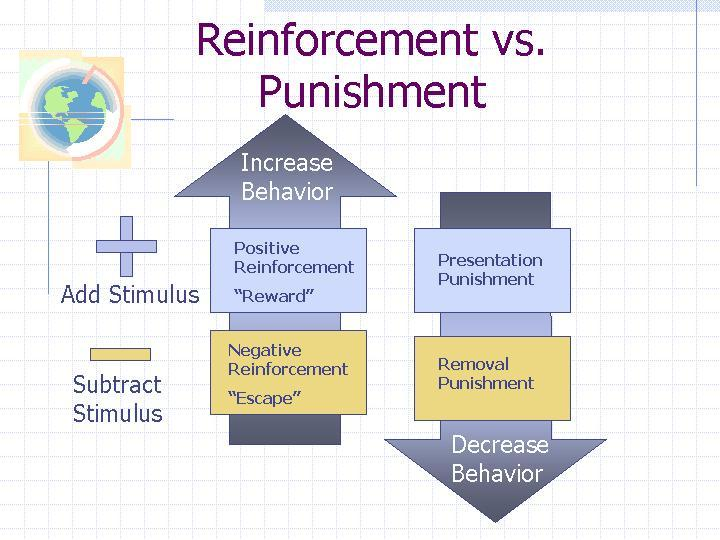 Reinforcement vs.
Punishment
Increase
Behavior
Add Stimulus
Positive
Reinforcement
“Reward”
Presentation
Punishment
Subtract
Stimulus
Negative
Reinforcement
“Escape”
Removal
Punishment
Decrease
Behavior